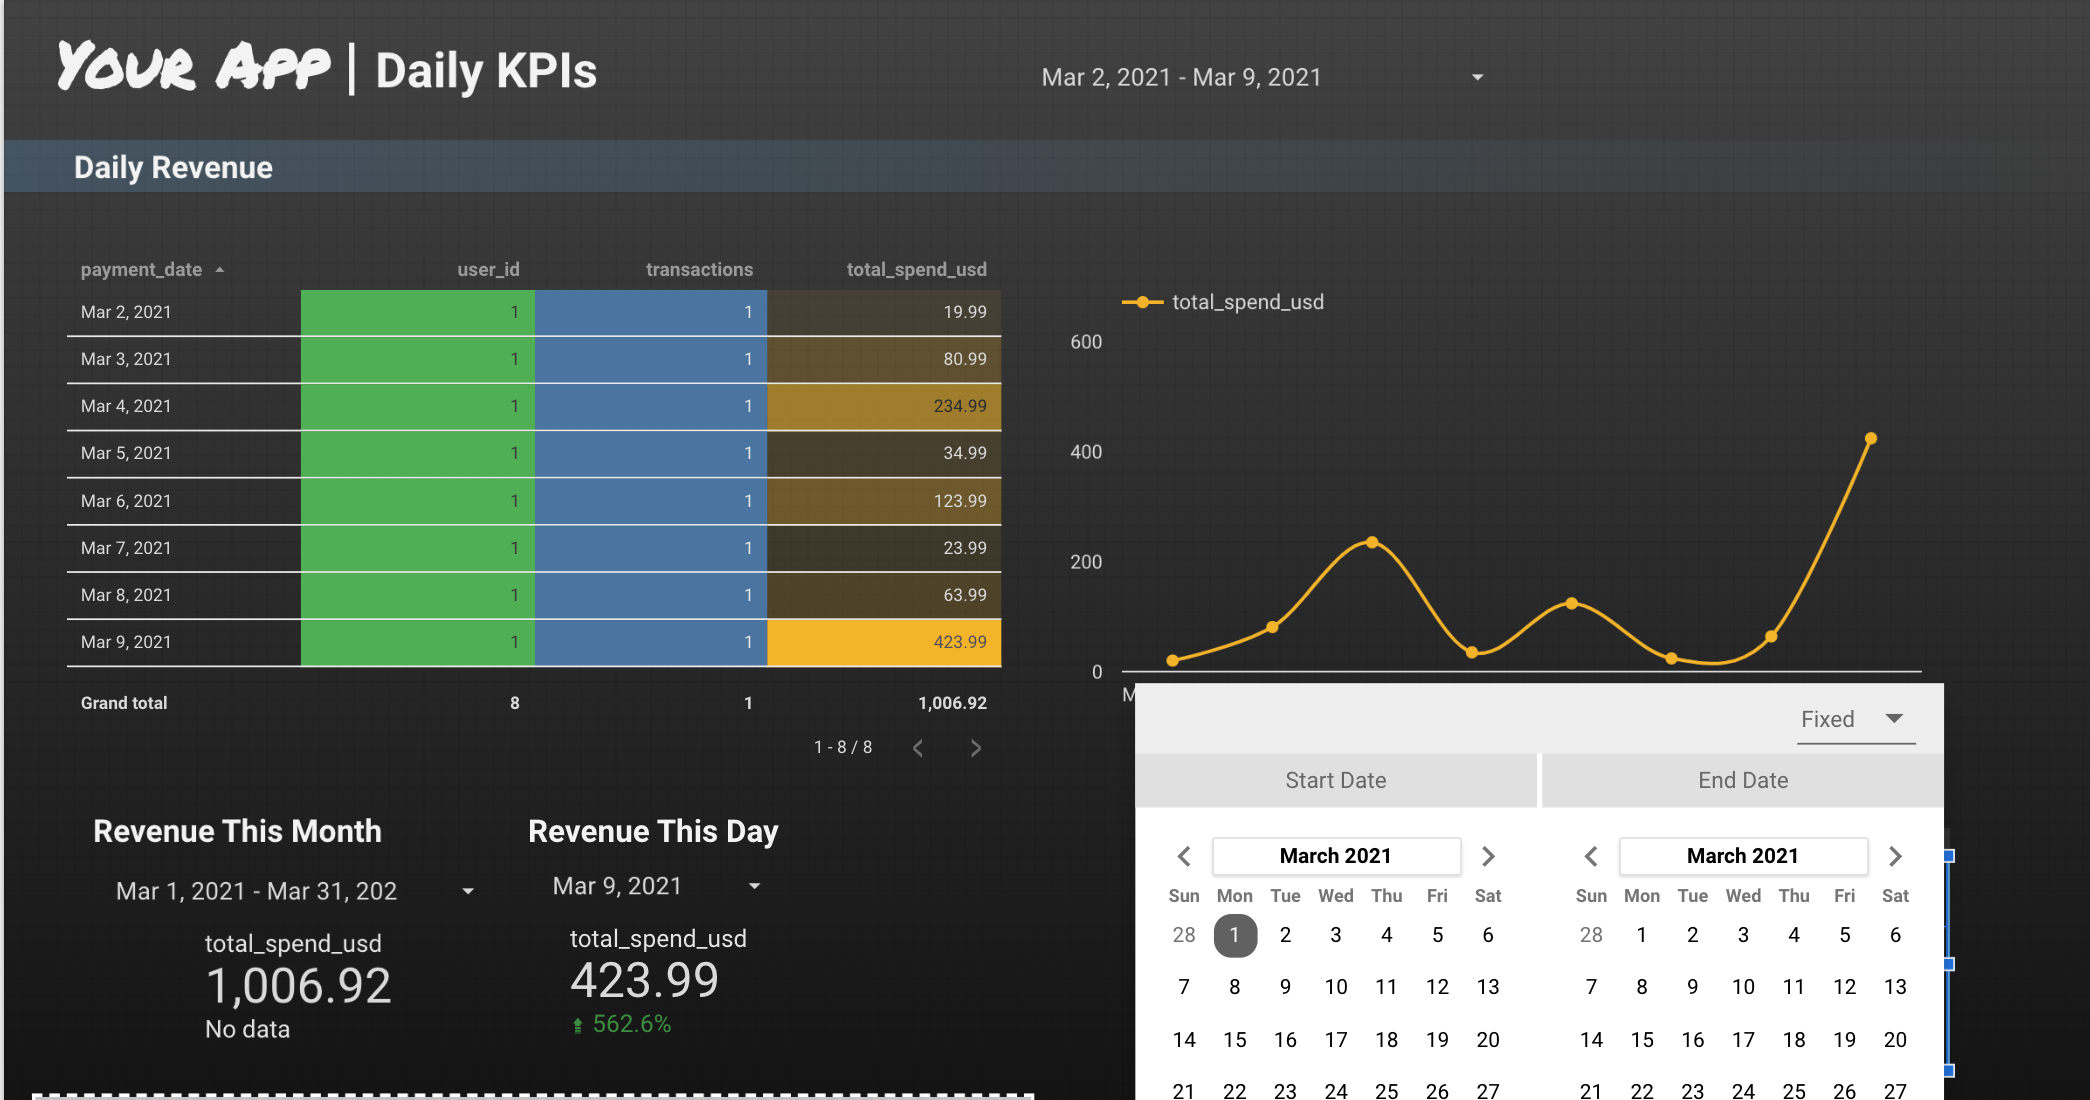 Your App | Daily KPIs
Mar 2, 2021 - Mar 9, 2021
Daily Revenue
payment_date user_id transactions total_spend_usd
Mar 2, 2021 1 1 19.99
Mar 3, 2021 1 1 80.99
Mar 4, 2021 1 1 234.99
Mar 5, 2021 1 1 34.99
Mar 6, 2021 1 1 123.99
Mar 7, 2021 1 1 23.99
Mar 8, 2021 1 1 63.99
Mar 9, 2021 1 1 423.99
Grand total 8 1 1,006.92
1 - 8 / 8
total_spend_usd
600
400
200
0
Revenue This Month
Mar 1, 2021 - Mar 31, 202
total_spend_usd
1,006.92
No data
Revenue This Day
Mar 9, 2021
total_spend_usd
423.99
562.6%
Fixed
Start Date
March 2021
Sun Mon Tue Wed Thu Fri Sat
28 1 2 3 4 5 6
7 8 9 10 11 12 13
14 15 16 17 18 19 20
21 22 23 24 25 26 27
End Date
March 2021
Sun Mon Tue Wed Thu Fri Sat
28 1 2 3 4 5 6
7 8 9 10 11 12 13
14 15 16 17 18 19 20
21 22 23 24 25 26 27